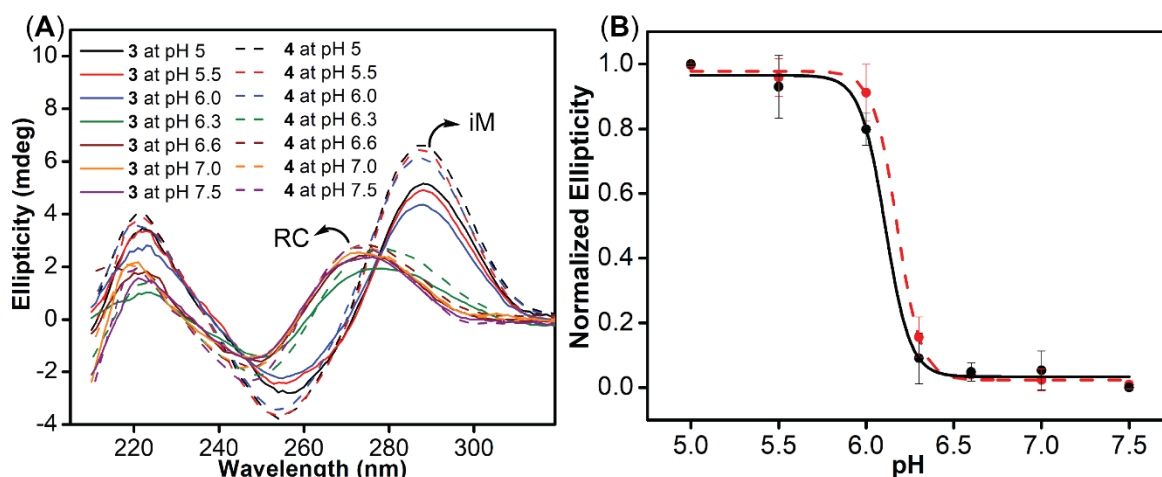 (A)
3 at pH 5 4 at pH 5
3 at pH 5.5 4 at pH 5.5
3 at pH 6.0 4 at pH 6.0
3 at pH 6.3 4 at pH 6.3
3 at pH 6.6 4 at pH 6.6
3 at pH 7.0 4 at pH 7.0
3 at pH 7.5 4 at pH 7.5
iM
RC
Ellipticity (mdeg)
10
8
6
4
2
0
-2
-4
220 240 260 280 300
Wavelength (nm)
(B)
Normalized Ellipticity
1.0
0.8
0.6
0.4
0.2
0.0
5.0 5.5 6.0 6.5 7.0 7.5
pH